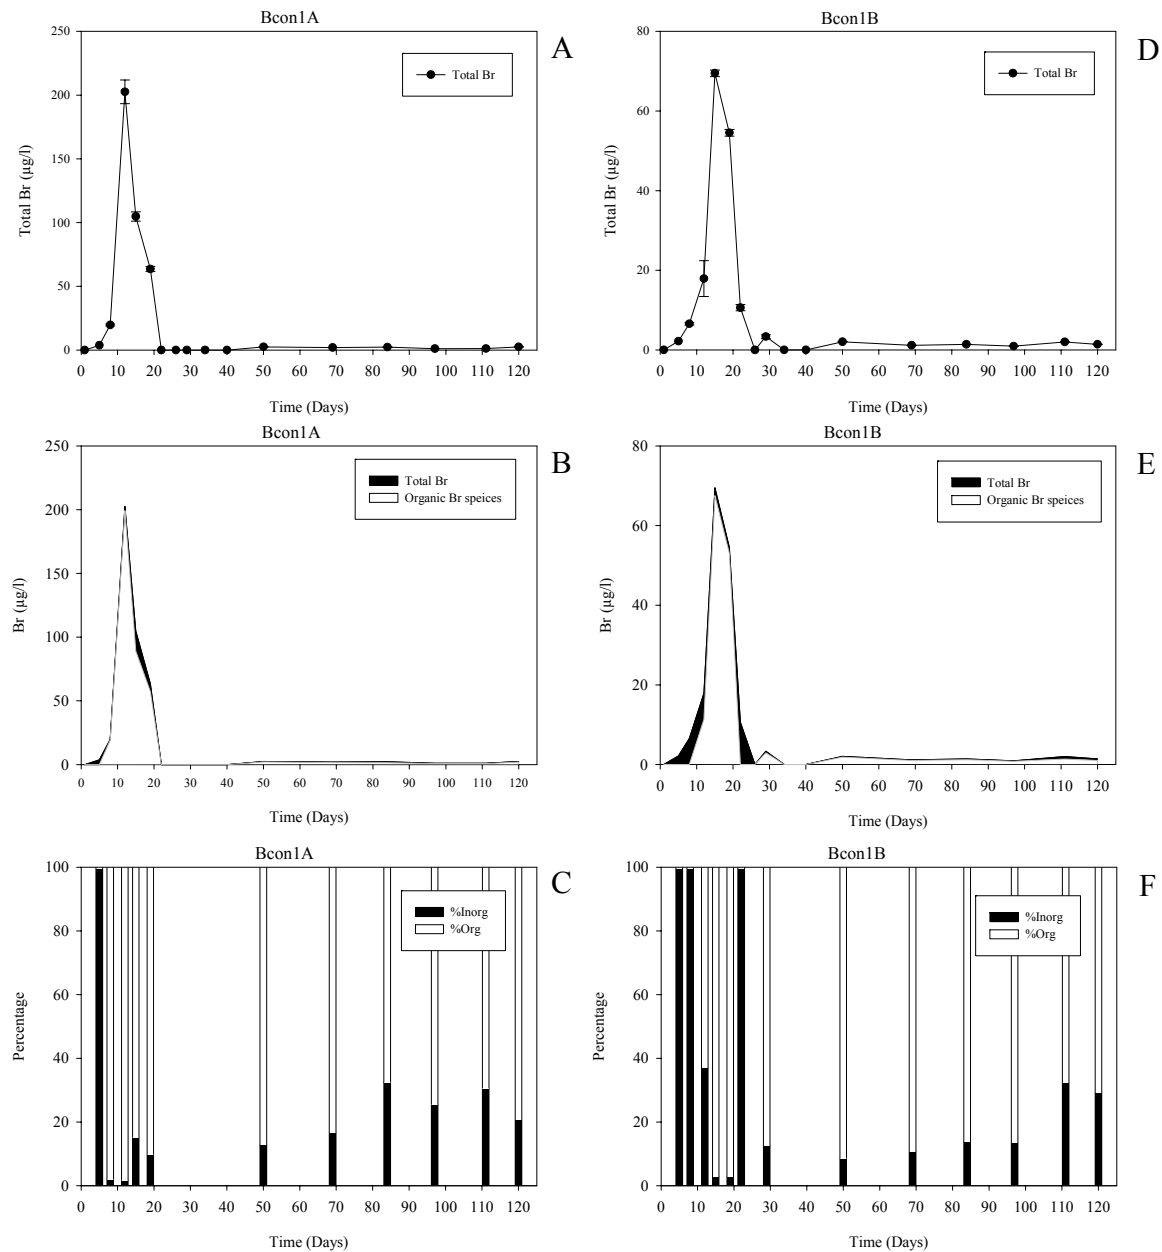 Bcon1A
A
250
200
150
100
50
0
Total Br (µg/l)
Total Br
0 10 20 30 40 50 60 70 80 90 100 110 120
Time (Days)
Bcon1B
D
80
60
40
20
0
Total Br (µg/l)
Total Br
0 10 20 30 40 50 60 70 80 90 100 110 120
Time (Days)
Bcon1A
B
250
200
150
100
50
0
Br (µg/l)
Total Br
Organic Br speices
0 10 20 30 40 50 60 70 80 90 100 110 120
Time (Days)
Bcon1B
E
80
60
40
20
0
Br (µg/l)
Total Br
Organic Br speices
0 10 20 30 40 50 60 70 80 90 100 110 120
Time (Days)
Bcon1A
C
100
80
60
40
20
0
Percentage
%Inorg
%Org
0 10 20 30 40 50 60 70 80 90 100 110 120
Time (Days)
Bcon1B
F
100
80
60
40
20
0
Percentage
%Inorg
%Org
0 10 20 30 40 50 60 70 80 90 100 110 120
Time (Days)